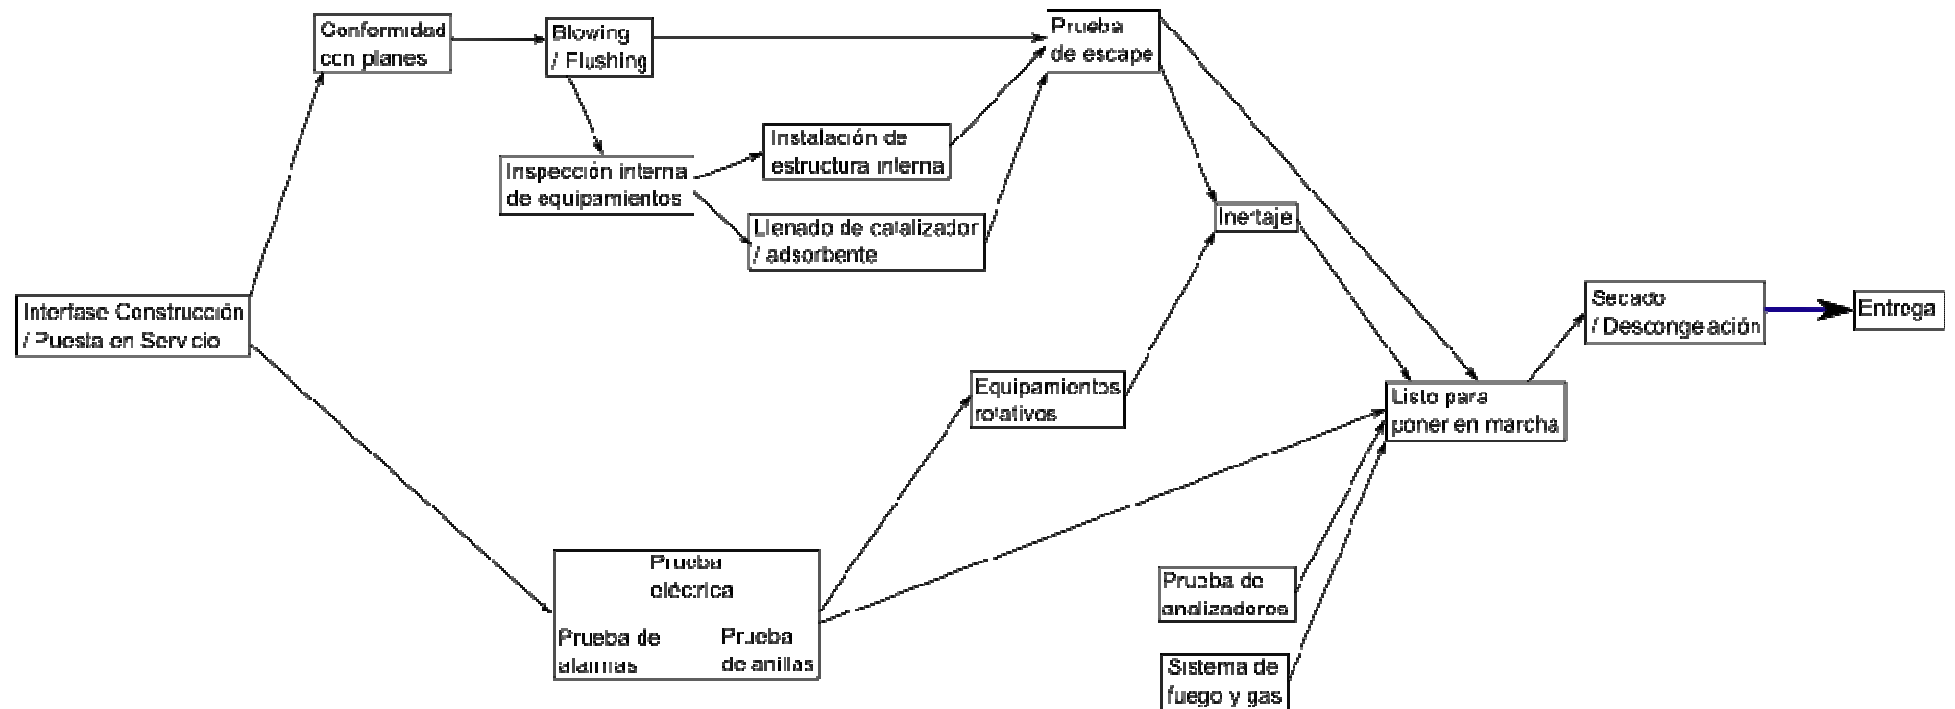 Conformidad
con planes
Blowing
/ Flushing
Prueba
de escape
Instalación de
estructura interna
Inspección interna
de equipamientos
Llenado de catalizador
/ adsorbente
Inertaje
Interfase Construcción
/ Puesta en Servicio
Secado
/ Descongelación
Entrega
Equipamientos
rotativos
Listo para
poner en marcha
Prueba
eléctrica
Prueba de
alarmas
Prueba
de anillas
Prueba de
analizadores
Sistema de
fuego y gas